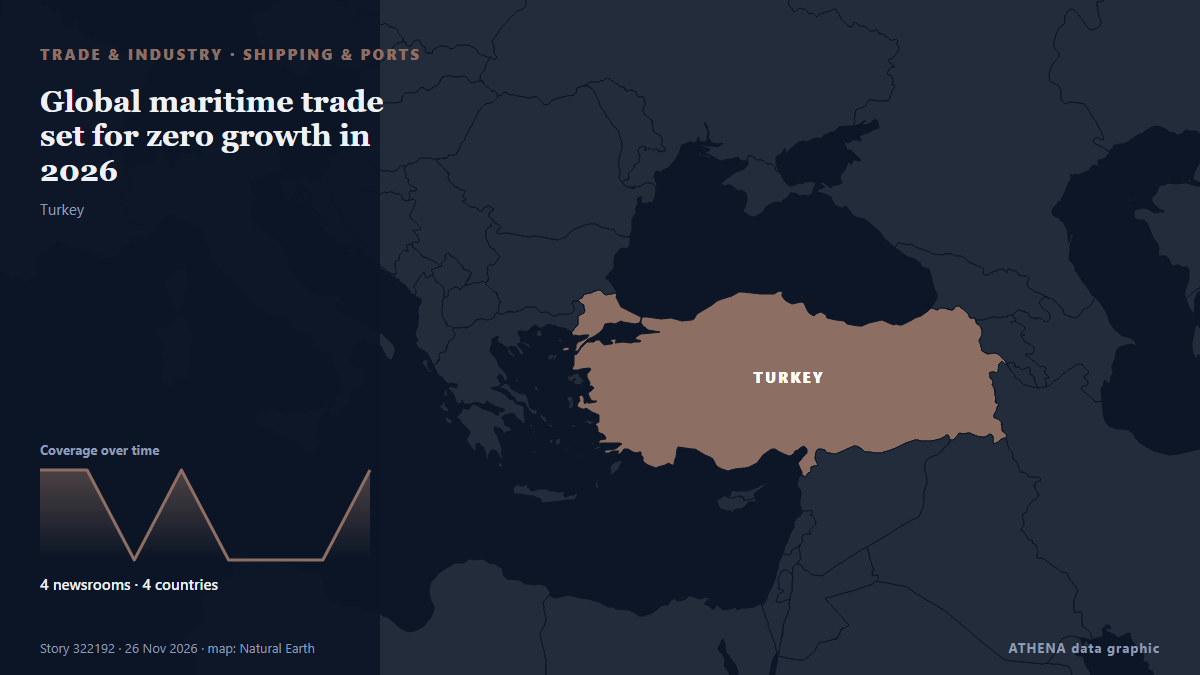 TRADE & INDUSTRY · SHIPPING & PORTS
Global maritime trade
set for zero growth in
2026
Turkey
TURKEY
Coverage over time
4 newsrooms · 4 countries
Story 322192 · 26 Nov 2026 · map: Natural Earth
ATHENA data graphic